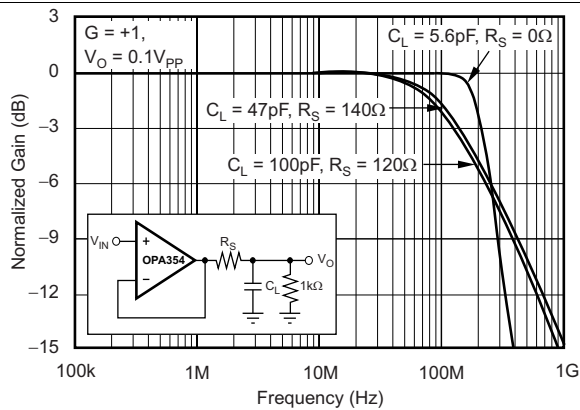 3
0
−3
−6
−9
−12
−15
Normalized Gain (dB)
G = +1,
V_O = 0.1V_PP
C_L = 5.6pF, R_S = 0Ω
C_L = 47pF, R_S = 140Ω
C_L = 100pF, R_S = 120Ω
V_IN
+
−
OPA354
R_S
V_O
C_L
1kΩ
100k
1M
10M
100M
1G
Frequency (Hz)